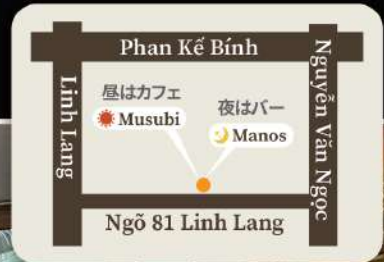 Phan Kế Bính
Linh Lang
昼はカフェ
Musubi
夜はバー
Manos
Nguyễn Văn Ngọc
Ngõ 81 Linh Lang